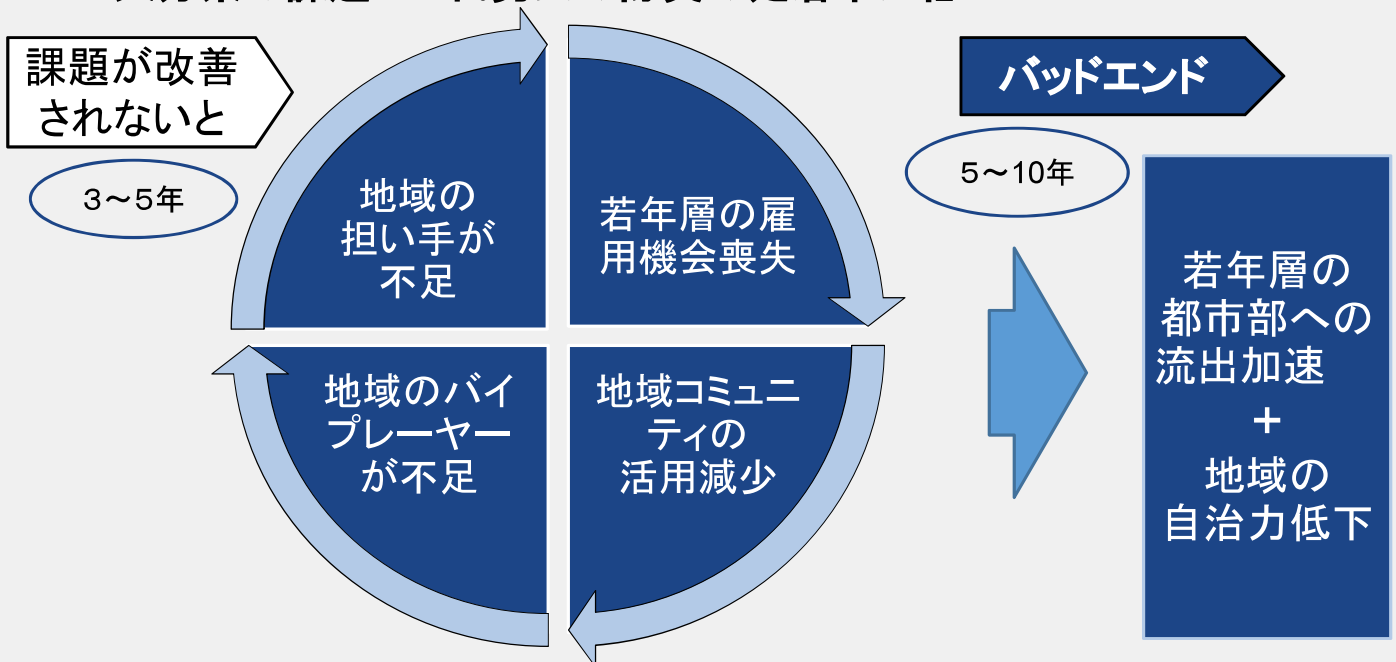 課題が改善
されないと
3～5年
地域の
担い手が
不足
若年層の雇
用機会喪失
地域のバイ
プレーヤー
が不足
地域コミュニ
ティの
活用減少
バッドエンド
5～10年
若年層の
都市部への
流出加速
+
地域の
自治力低下